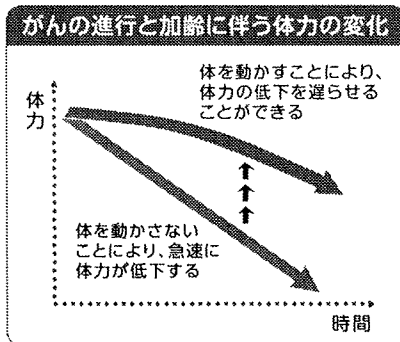 がんの進行と加齢に伴う体力の変化
体を動かすことにより、
体力の低下を遅らせる
ことができる
体力
体を動かさない
ことにより、急速に
体力が低下する
時間